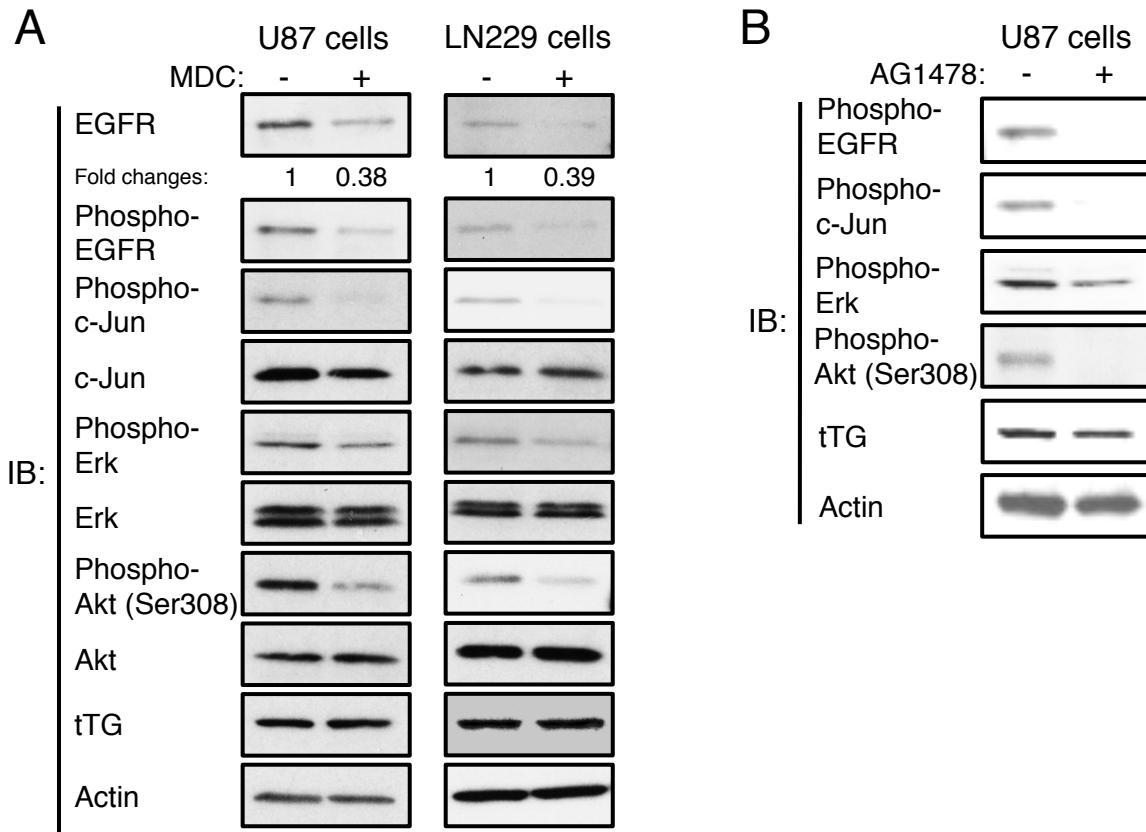 A
U87 cells
LN229 cells
MDC:
- +
- +
IB:
EGFR
Fold changes:
1 0.38
1 0.39
Phospho-
EGFR
Phospho-
c-Jun
c-Jun
Phospho-
Erk
Erk
Phospho-
Akt (Ser308)
Akt
tTG
Actin
B
U87 cells
AG1478:
- +
IB:
Phospho-
EGFR
Phospho-
c-Jun
Phospho-
Erk
Phospho-
Akt (Ser308)
tTG
Actin